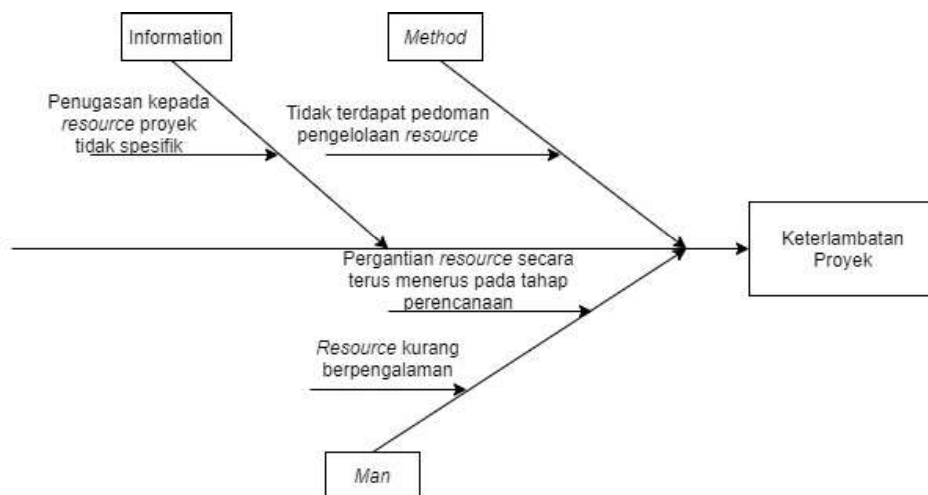 Information
Method
Penugasan kepada
resource proyek
tidak spesifik
Tidak terdapat pedoman
pengelolaan resource
Keterlambatan
Proyek
Pergantian resource secara
terus menerus pada tahap
perencanaan
Resource kurang
berpengalaman
Man